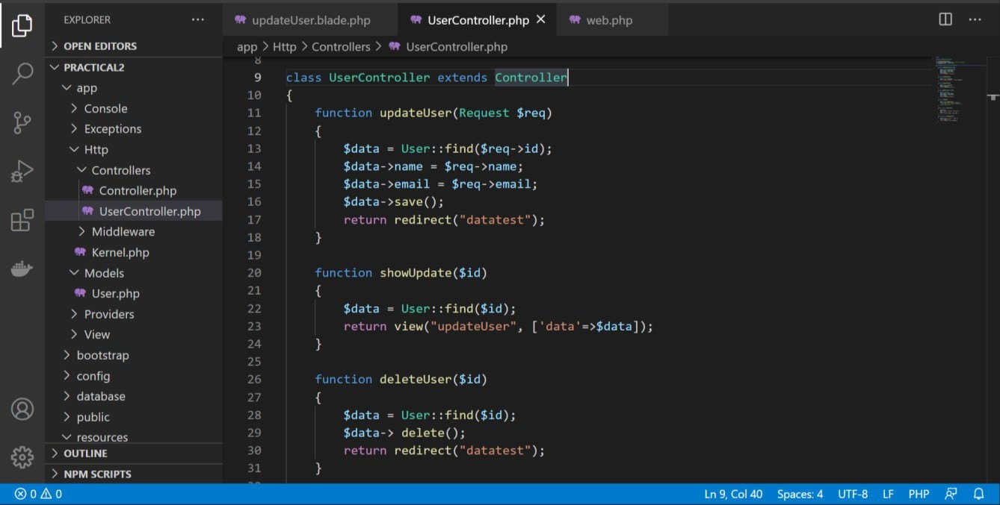 EXPLORER
OPEN EDITORS
PRACTICAL2
app
Console
Exceptions
Http
Controllers
Controller.php
UserController.php
Middleware
Kernel.php
Models
User.php
Providers
View
bootstrap
config
database
public
resources
OUTLINE
NPM SCRIPTS
updateUser.blade.php UserController.php web.php
app > Http > Controllers > UserController.php
8
9 class UserController extends Controller
10 {
11 function updateUser(Request $req)
12 {
13 $data = User::find($req->id);
14 $data->name = $req->name;
15 $data->email = $req->email;
16 $data->save();
17 return redirect("datatest");
18 }
19
20 function showUpdate($id)
21 {
22 $data = User::find($id);
23 return view("updateUser", ['data'=>$data]);
24 }
25
26 function deleteUser($id)
27 {
28 $data = User::find($id);
29 $data-> delete();
30 return redirect("datatest");
31 }
0 0 Ln 9, Col 40 Spaces: 4 UTF-8 LF PHP